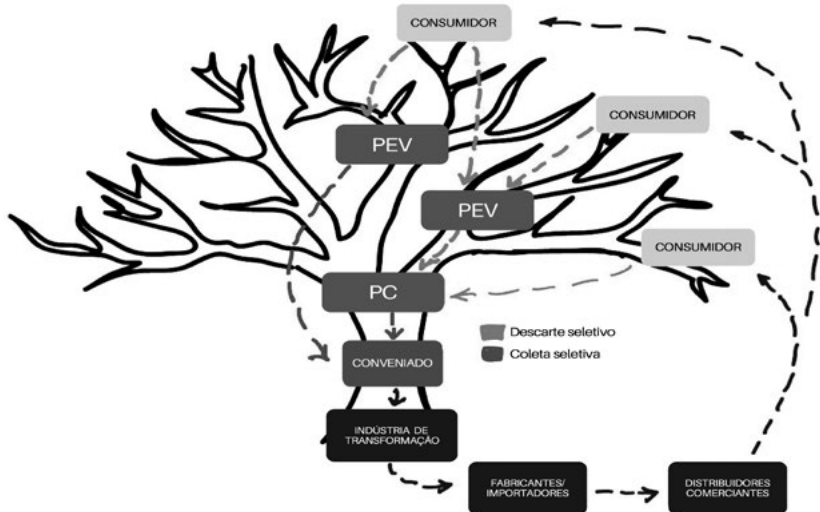 CONSUMIDOR
CONSUMIDOR
PEV
PEV
CONSUMIDOR
PC
Descarte seletivo
Coleta seletiva
CONVENIADO
INDÚSTRIA DE
TRANSFORMAÇÃO
FABRICANTES/
IMPORTADORES
DISTRIBUIDORES
COMERCIANTES